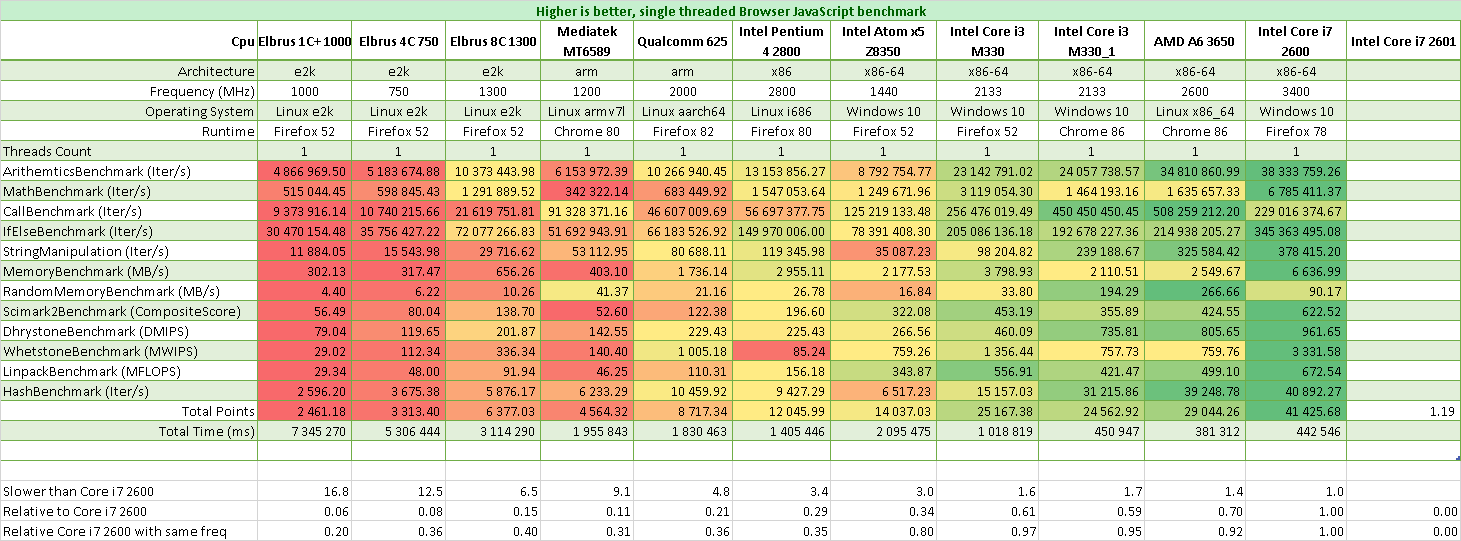 Higher is better, single threaded Browser JavaScript benchmark
Cpu Elbrus 1C+1000 Elbrus 4C 750 Elbrus 8C 1300 Mediatek MT6589 Qualcomm 625 Intel Pentium 4 2800 Intel Atom x5 Z8350 Intel Core i3 M330 Intel Core i3 M330_1 AMD A6 3650 Intel Core i7 2600 Intel Core i7 2601
Architecture e2k e2k e2k arm arm x86 x86-64 x86-64 x86-64 x86-64 x86-64
Frequency (MHz) 1000 750 1300 1200 2000 2800 1440 2133 2133 2600 3400
Operating System Linux e2k Linux e2k Linux e2k Linux armv7l Linux aarch64 Linux i686 Windows 10 Windows 10 Windows 10 Linux x86_64 Windows 10
Runtime Firefox 52 Firefox 52 Firefox 52 Chrome 80 Firefox 82 Firefox 80 Firefox 52 Firefox 52 Chrome 86 Chrome 86 Firefox 78
Threads Count 1 1 1 1 1 1 1 1 1 1 1
ArithemticsBenchmark (Iter/s) 4 866 969.50 5 183 674.88 10 373 443.98 6 153 972.39 10 266 940.45 13 153 856.27 8 792 754.77 23 142 791.02 24 057 738.57 34 810 860.99 38 333 759.26
MathBenchmark (Iter/s) 515 044.45 598 845.43 1 291 889.52 342 322.14 683 449.92 1 547 053.64 1 249 671.96 3 119 054.30 1 464 193.16 1 635 657.33 6 785 411.37
CallBenchmark (Iter/s) 9 373 916.14 10 740 215.66 21 619 751.81 91 328 371.16 46 607 009.69 56 697 377.75 125 219 133.48 256 476 019.49 450 450 450.45 508 259 212.20 229 016 374.67
IfElseBenchmark (Iter/s) 30 470 154.48 35 756 427.22 72 077 266.83 51 692 943.91 66 183 526.92 149 970 006.00 78 391 408.30 205 086 136.18 192 678 227.36 214 938 205.27 345 363 495.08
StringManipulation (Iter/s) 11 884.05 15 543.98 29 716.62 53 112.95 80 688.11 119 345.98 35 087.23 98 204.82 239 188.67 325 584.42 378 415.20
MemoryBenchmark (MB/s) 302.13 317.47 656.26 403.10 1 736.14 2 955.11 2 177.53 3 798.93 2 110.51 2 549.67 6 636.99
RandomMemoryBenchmark (MB/s) 4.40 6.22 10.26 41.37 21.16 26.78 16.84 33.80 194.29 266.66 90.17
Scimark2Benchmark (CompositeScore) 56.49 80.04 138.70 52.60 122.38 196.60 322.08 453.19 355.89 424.55 622.52
DhrystoneBenchmark (DMIPS) 79.04 119.65 201.87 142.55 229.43 225.43 266.56 460.09 735.81 805.65 961.65
WhetstoneBenchmark (MWIPS) 29.02 112.34 336.34 140.40 1 005.18 85.24 759.26 1 356.44 757.73 759.76 3 331.58
LinpackBenchmark (MFLOPS) 29.34 48.00 91.94 46.25 110.31 156.18 343.87 556.91 421.47 499.10 672.54
HashBenchmark (Iter/s) 2 596.20 3 675.38 5 876.17 6 233.29 10 459.92 9 427.29 6 517.23 15 157.03 31 215.86 39 248.78 40 892.27
Total Points 2 461.18 3 313.40 6 377.03 4 564.32 8 717.34 12 045.99 14 037.03 25 167.38 24 562.92 29 044.26 41 425.68 1.19
Total Time (ms) 7 345 270 5 306 444 3 114 290 1 955 843 1 830 463 1 405 446 2 095 475 1 018 819 450 947 381 312 442 546
Slower than Core i7 2600 16.8 12.5 6.5 9.1 4.8 3.4 3.0 1.6 1.7 1.4 1.0
Relative to Core i7 2600 0.06 0.08 0.15 0.11 0.21 0.29 0.34 0.61 0.59 0.70 1.00 0.00
Relative Core i7 2600 with same freq 0.20 0.36 0.40 0.31 0.36 0.35 0.80 0.97 0.95 0.92 1.00 0.00